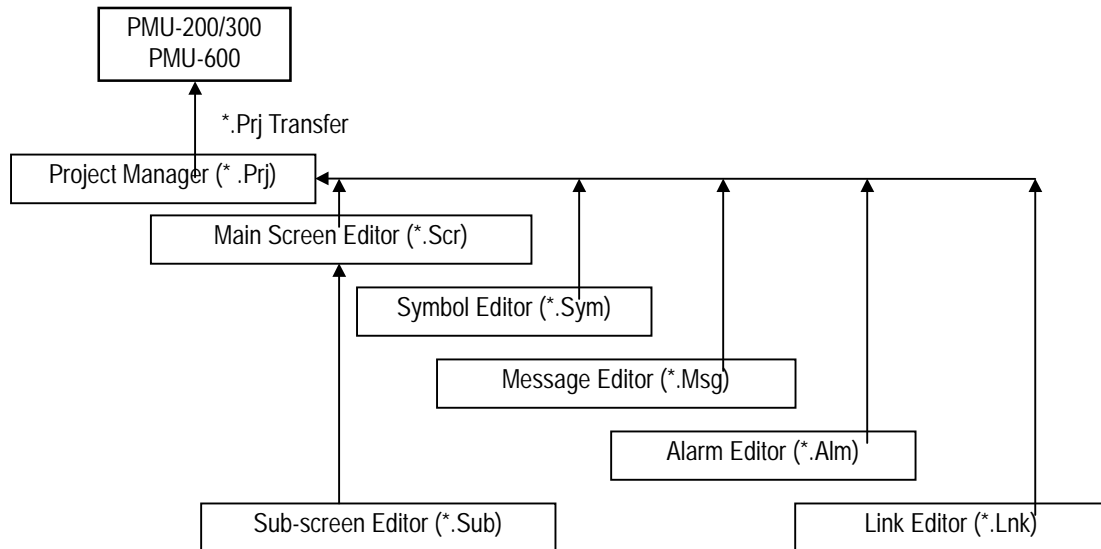 PMU-200/300
PMU-600
*.Prj Transfer
Project Manager (* .Prj)
Main Screen Editor (*.Scr)
Symbol Editor (*.Sym)
Message Editor (*.Msg)
Alarm Editor (*.Alm)
Sub-screen Editor (*.Sub)
Link Editor (*.Lnk)